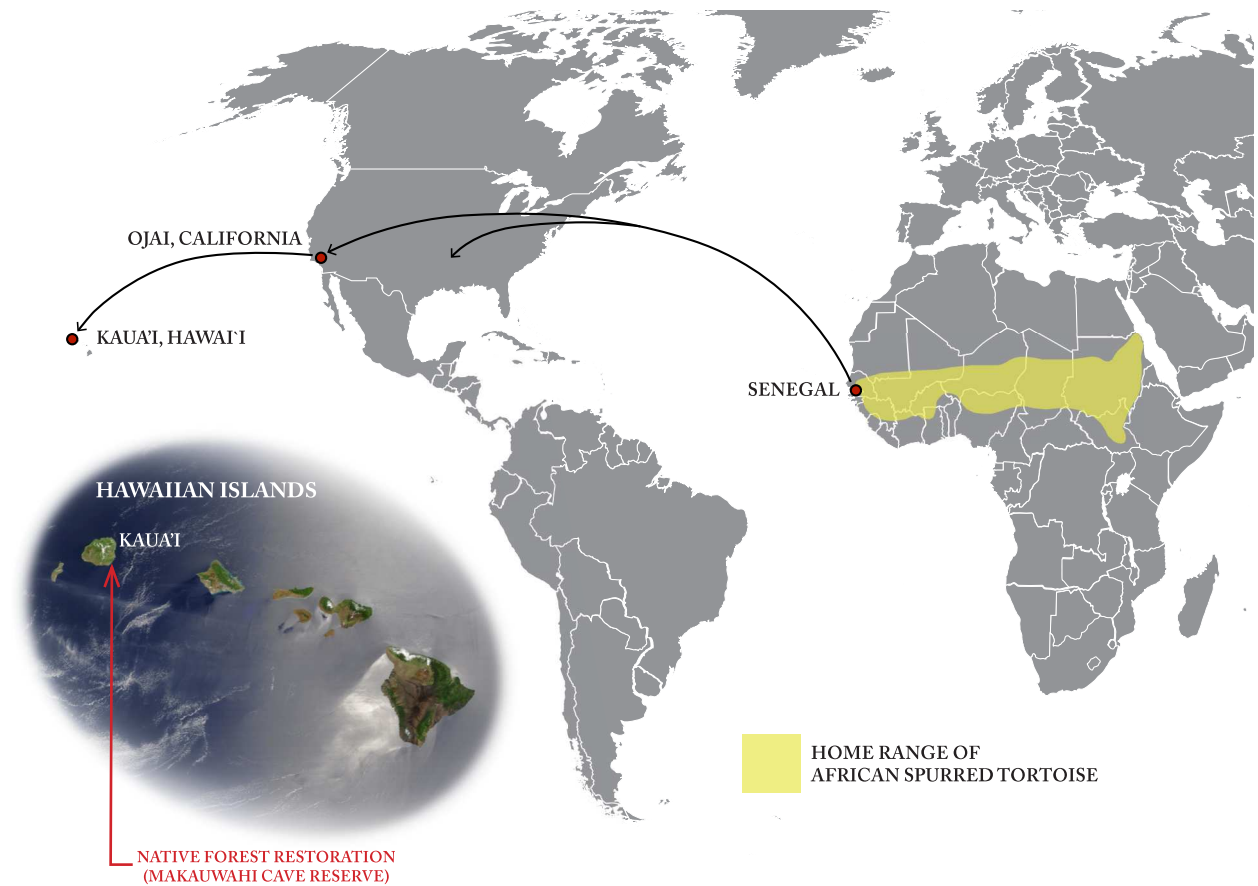 OJAI, CALIFORNIA
KAUA'I, HAWAI`I
SENEGAL
HAWAIIAN ISLANDS
KAUA'I
HOME RANGE OF
AFRICAN SPURRED TORTOISE
NATIVE FOREST RESTORATION
(MAKAUWAHI CAVE RESERVE)